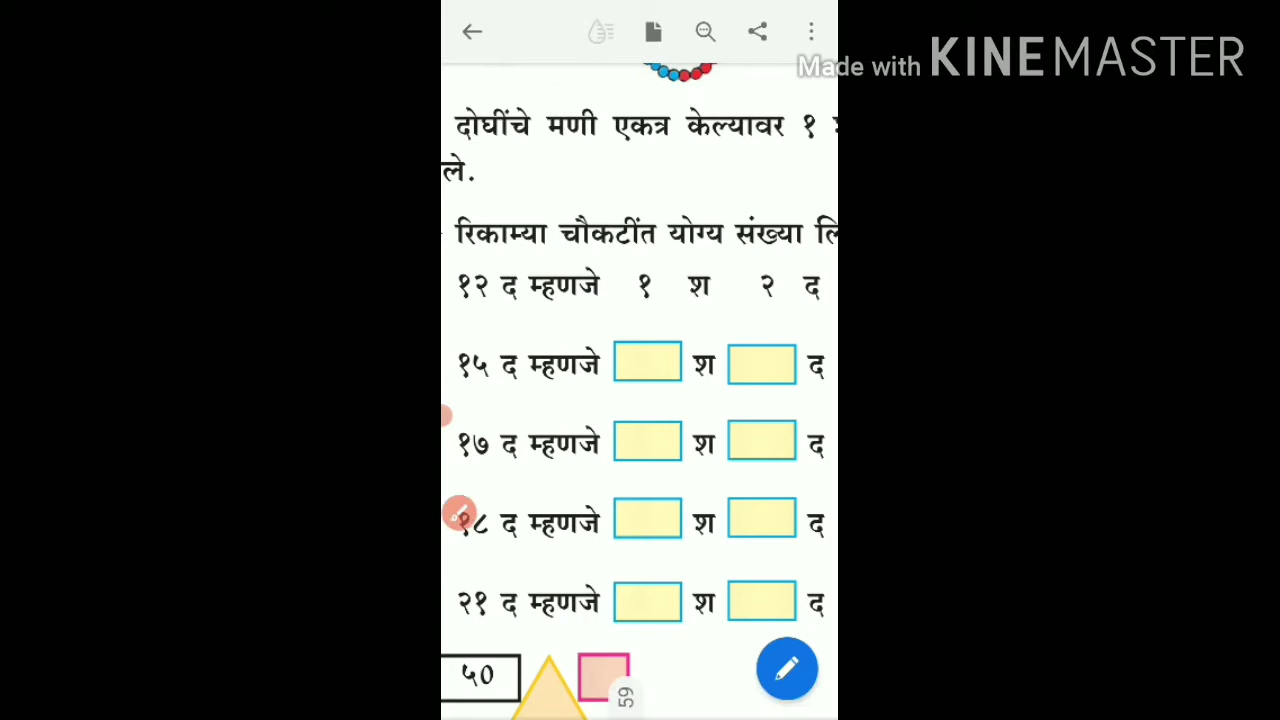 Made with KINEMASTER
दोघींचे मणी एकत्र केल्यावर १
ले.
रिकाम्या चौकटींत योग्य संख्या
१२ द म्हणजे १ श २ द
१५ द म्हणजे श द
१७ द म्हणजे श द
१८ द म्हणजे श द
२१ द म्हणजे श द
५०
59